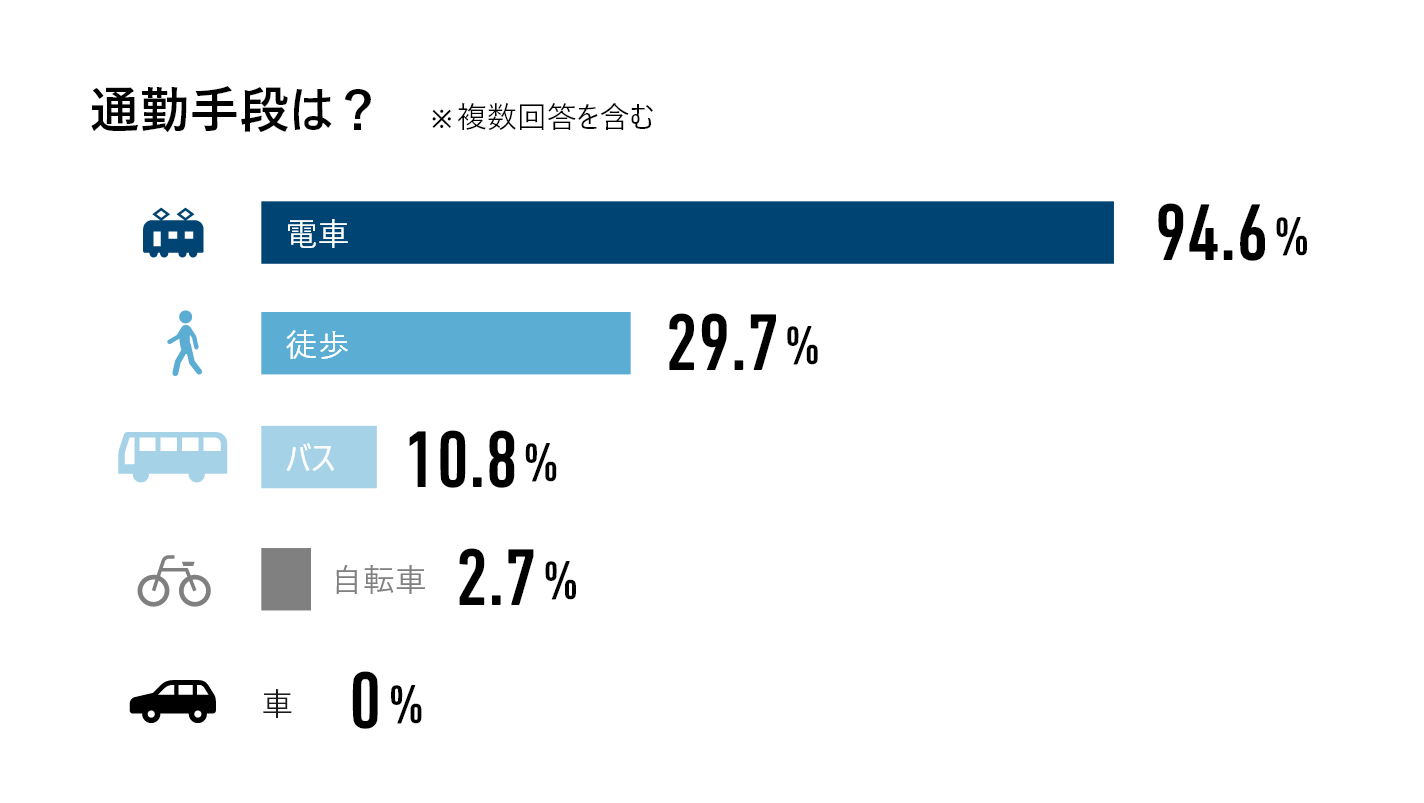 通勤手段は？ ※複数回答を含む
電車 94.6%
徒歩 29.7%
バス 10.8%
自転車 2.7%
車 0%